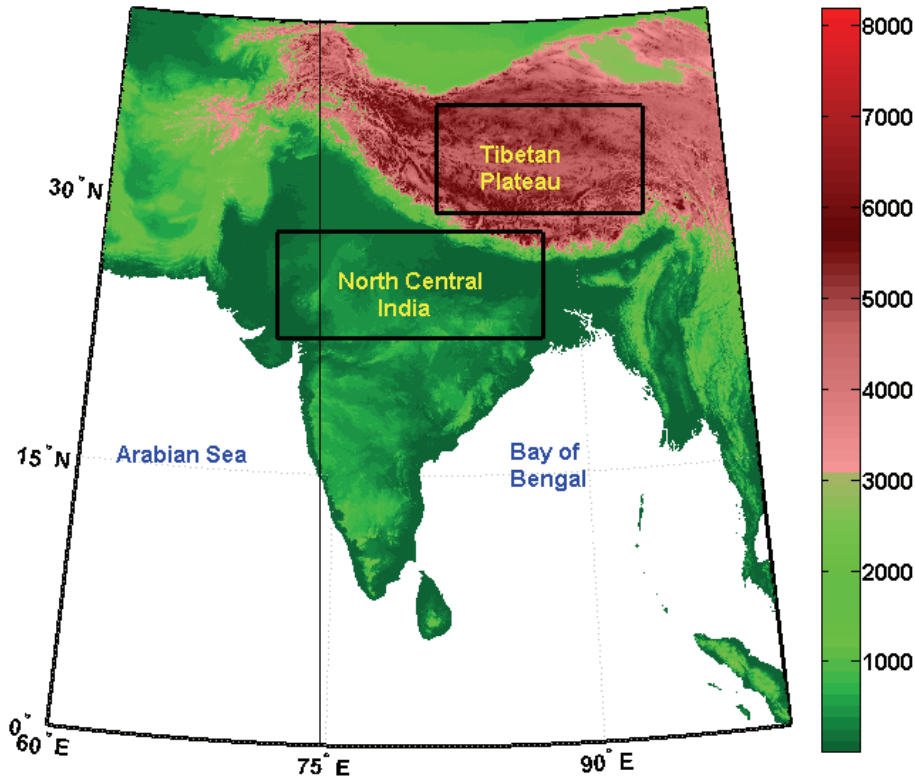 8000
7000
6000
5000
4000
3000
2000
1000
Tibetan
Plateau
30° N
North Central
India
Arabian Sea
Bay of
Bengal
15° N
0°
60° E
75° E
90° E